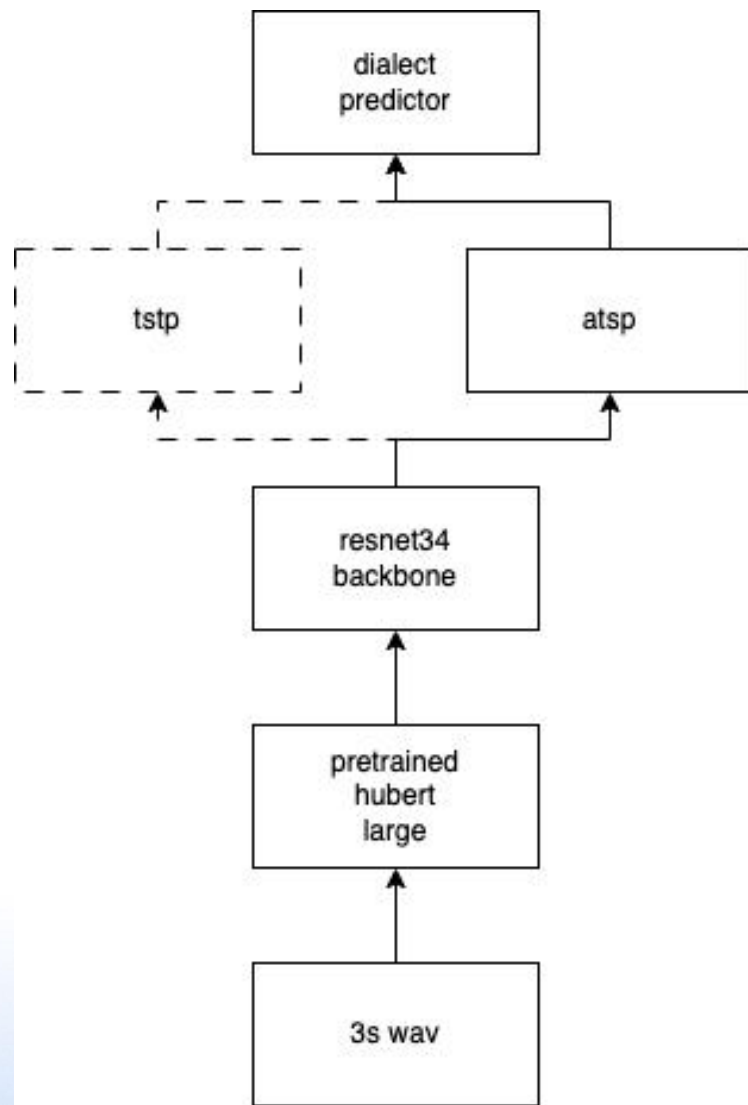 dialect
predictor
tstp
atsp
resnet34
backbone
pretrained
hubert
large
3s wav